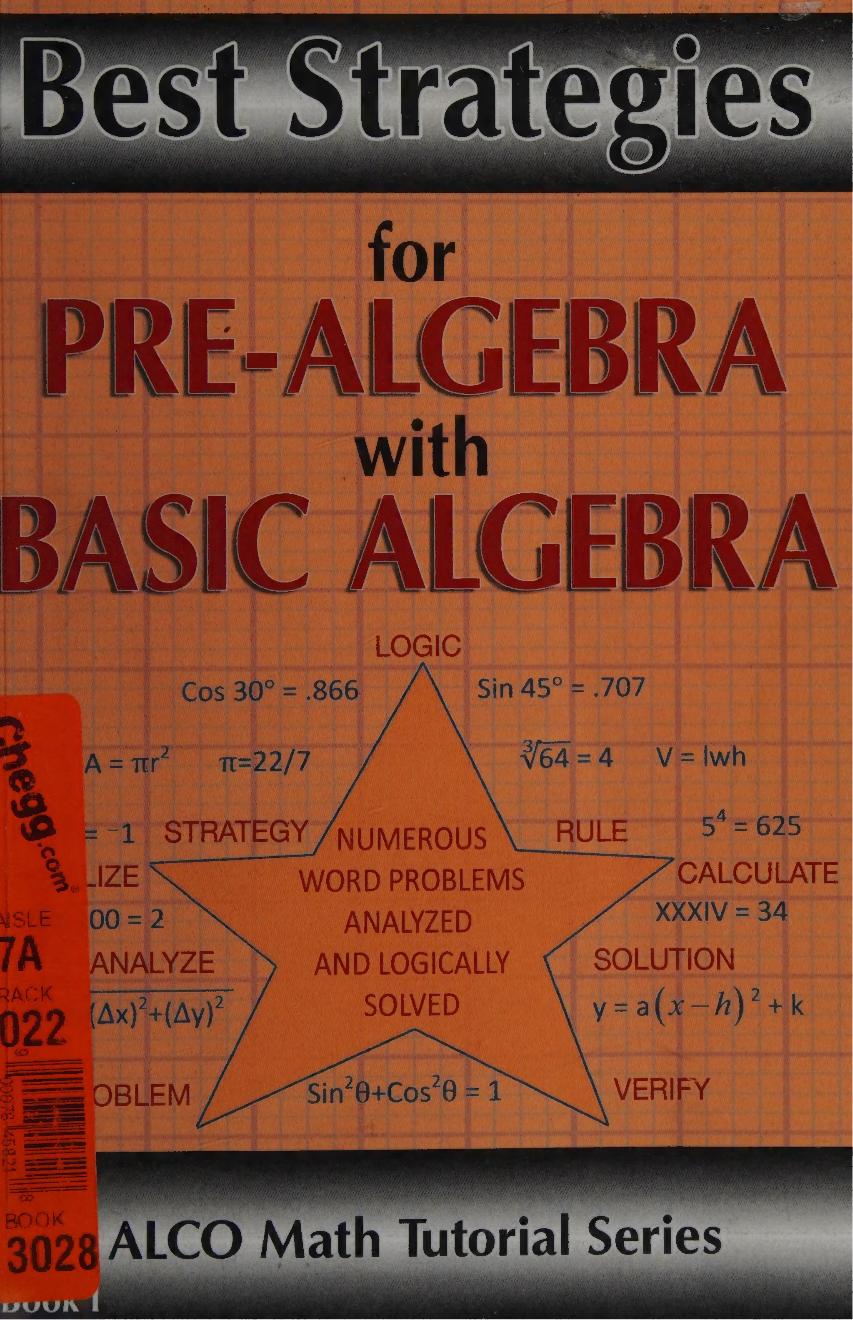 Best Strategies
for
PRE-ALGEBRA
with
BASIC ALGEBRA
LOGIC
Cos 30° = .866 Sin 45° = .707
A = πr² π=22/7 ∛64 = 4 V = lwh
= ⁻1 STRATEGY RULE 5⁴ = 625
NUMEROUS
WORD PROBLEMS
ANALYZED
AND LOGICALLY
SOLVED
LIZE CALCULATE
00 = 2 XXXIV = 34
ANALYZE SOLUTION
(Δx)²+(Δy)² y = a(x – h)² + k
OBLEM Sin²θ+Cos²θ = 1 VERIFY
Chegg.com
AISLE
7A
RACK
022
BOOK
3028
ALCO Math Tutorial Series
BOOK 1